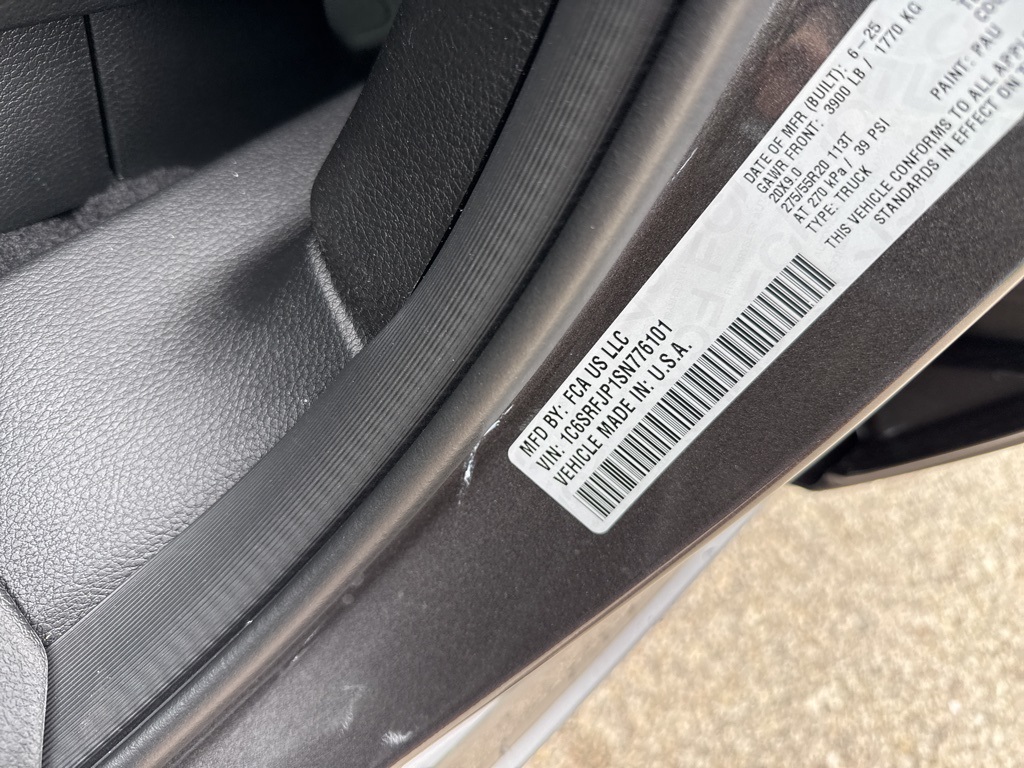 MFD BY: FCA US LLC
DATE OF MFR (BUILT): 6-25
VIN: 1C6SRFJP1SN776101
GAWR FRONT: 3900 LB / 1770 KG
VEHICLE MADE IN: U.S.A.
20X9.0
275/55R20 113T
AT 270 kPa / 39 PSI
TYPE: TRUCK
PAINT: PAU
THIS VEHICLE CONFORMS TO ALL
STANDARDS IN EFFECT ON